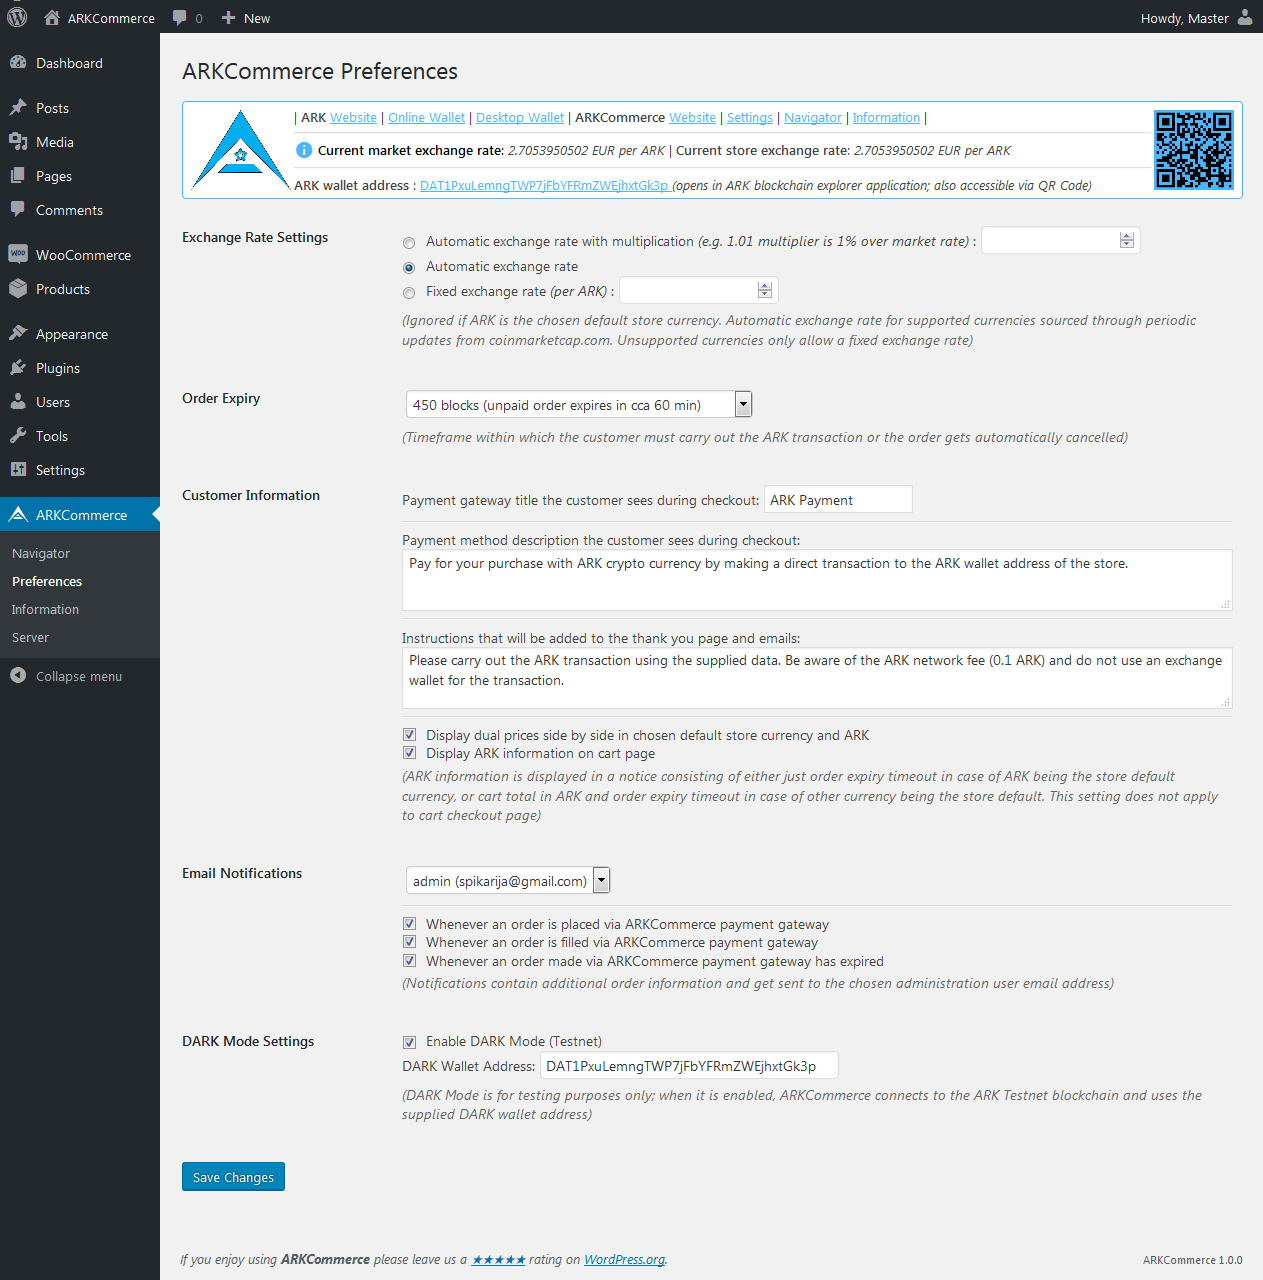 ARKCommerce 0 New Howdy, Master
Dashboard
Posts
Media
Pages
Comments
WooCommerce
Products
Appearance
Plugins
Users
Tools
Settings
ARKCommerce
Navigator
Preferences
Information
Server
Collapse menu
ARKCommerce Preferences
| ARK Website | Online Wallet | Desktop Wallet | ARKCommerce Website | Settings | Navigator | Information |
Current market exchange rate: 2.7053950502 EUR per ARK | Current store exchange rate: 2.7053950502 EUR per ARK
ARK wallet address : DAT1PxuLemngTWP7jFbYFRmZWEjhxtGk3p (opens in ARK blockchain explorer application; also accessible via QR Code)
Exchange Rate Settings
Automatic exchange rate with multiplication (e.g. 1.01 multiplier is 1% over market rate) :
Automatic exchange rate
Fixed exchange rate (per ARK) :
(Ignored if ARK is the chosen default store currency. Automatic exchange rate for supported currencies sourced through periodic
updates from coinmarketcap.com. Unsupported currencies only allow a fixed exchange rate)
Order Expiry
450 blocks (unpaid order expires in cca 60 min)
(Timeframe within which the customer must carry out the ARK transaction or the order gets automatically cancelled)
Customer Information
Payment gateway title the customer sees during checkout: ARK Payment
Payment method description the customer sees during checkout:
Pay for your purchase with ARK crypto currency by making a direct transaction to the ARK wallet address of the store.
Instructions that will be added to the thank you page and emails:
Please carry out the ARK transaction using the supplied data. Be aware of the ARK network fee (0.1 ARK) and do not use an exchange
wallet for the transaction.
Display dual prices side by side in chosen default store currency and ARK
Display ARK information on cart page
(ARK information is displayed in a notice consisting of either just order expiry timeout in case of ARK being the store default
currency, or cart total in ARK and order expiry timeout in case of other currency being the store default. This setting does not apply
to cart checkout page)
Email Notifications
admin (spikarija@gmail.com)
Whenever an order is placed via ARKCommerce payment gateway
Whenever an order is filled via ARKCommerce payment gateway
Whenever an order made via ARKCommerce payment gateway has expired
(Notifications contain additional order information and get sent to the chosen administration user email address)
DARK Mode Settings
Enable DARK Mode (Testnet)
DARK Wallet Address: DAT1PxuLemngTWP7jFbYFRmZWEjhxtGk3p
(DARK Mode is for testing purposes only; when it is enabled, ARKCommerce connects to the ARK Testnet blockchain and uses the
supplied DARK wallet address)
Save Changes
If you enjoy using ARKCommerce please leave us a ★★★★★ rating on WordPress.org.
ARKCommerce 1.0.0